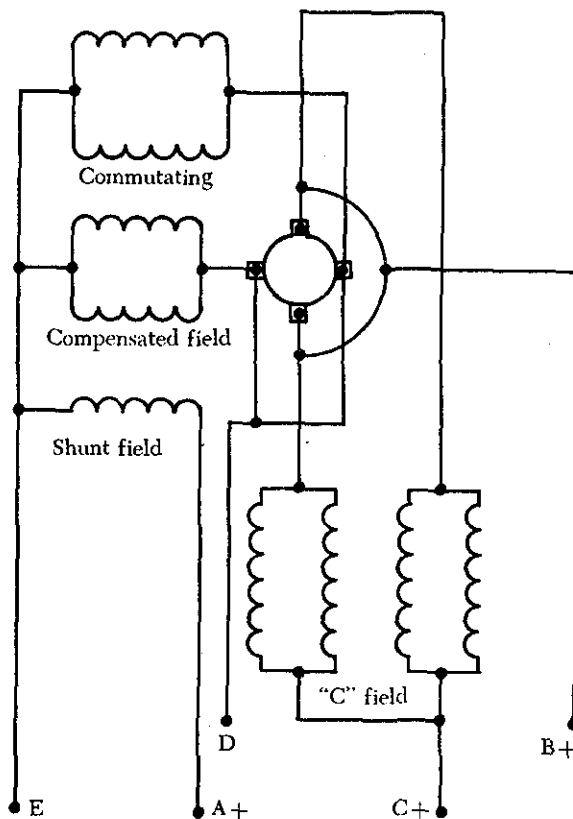 Commutating
Compensated field
Shunt field
"C" field
D
B+
E
A+
C+